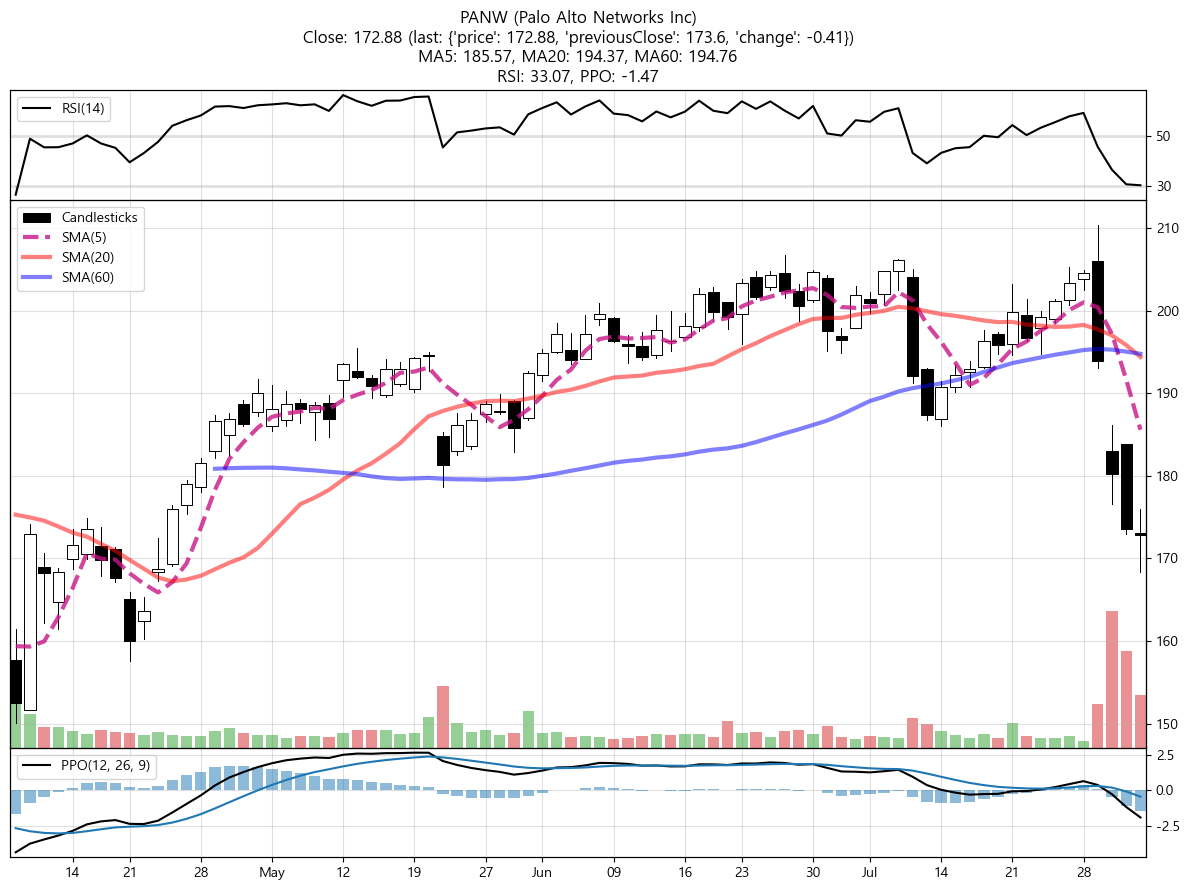 PANW (Palo Alto Networks Inc)
Close: 172.88 (last: {'price': 172.88, 'previousClose': 173.6, 'change': -0.41})
MA5: 185.57, MA20: 194.37, MA60: 194.76
RSI: 33.07, PPO: -1.47
RSI(14)
50
30
Candlesticks
SMA(5)
SMA(20)
SMA(60)
210
200
190
180
170
160
150
PPO(12, 26, 9)
2.5
0.0
-2.5
14 21 28 May 12 19 27 Jun 09 16 23 30 Jul 14 21 28